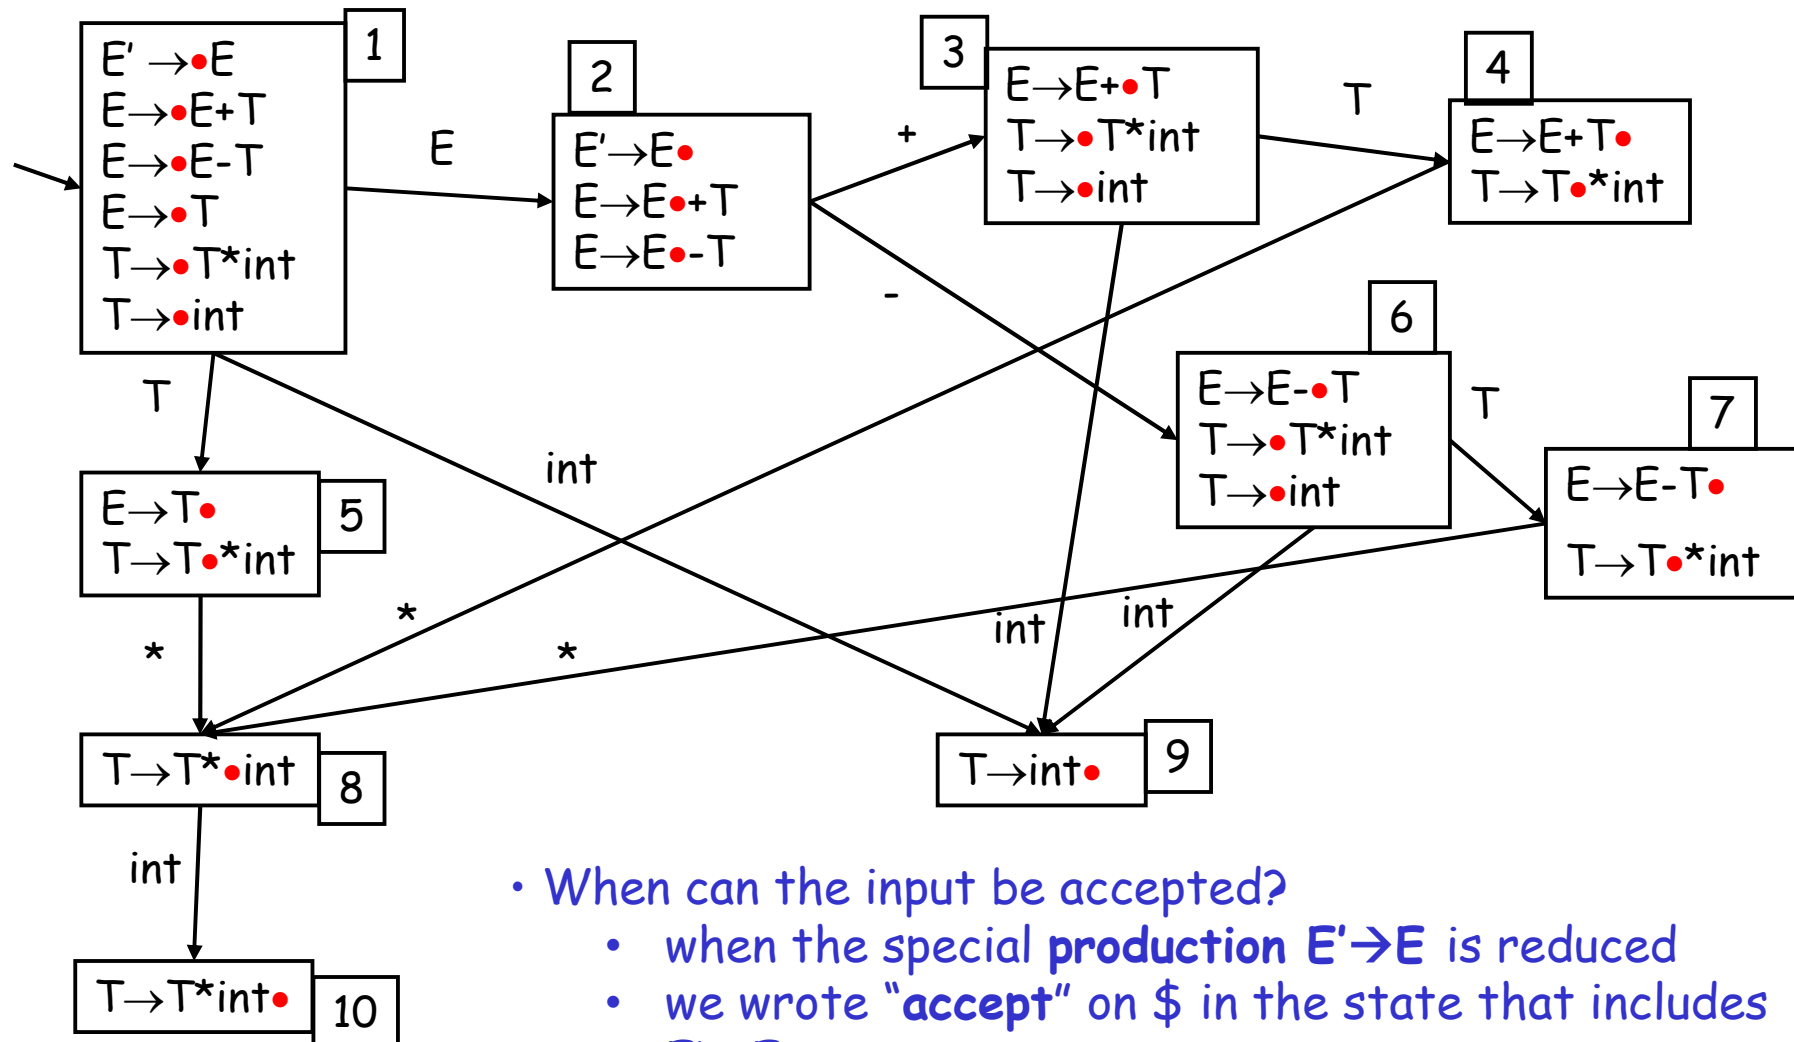 1
E' →•E
E→•E+T
E→•E-T
E→•T
T→•T*int
T→•int
E
2
E'→E•
E→E•+T
E→E•-T
+
-
3
E→E+•T
T→•T*int
T→•int
T
4
E→E+T•
T→T•*int
6
E→E-•T
T→•T*int
T→•int
T
7
E→E-T•
T→T•*int
T
int
5
E→T•
T→T•*int
*
*
*
int
int
8
T→T*•int
9
T→int•
int
10
T→T*int•
• When can the input be accepted?
• when the special production E'→E is reduced
• we wrote “accept” on $ in the state that includes